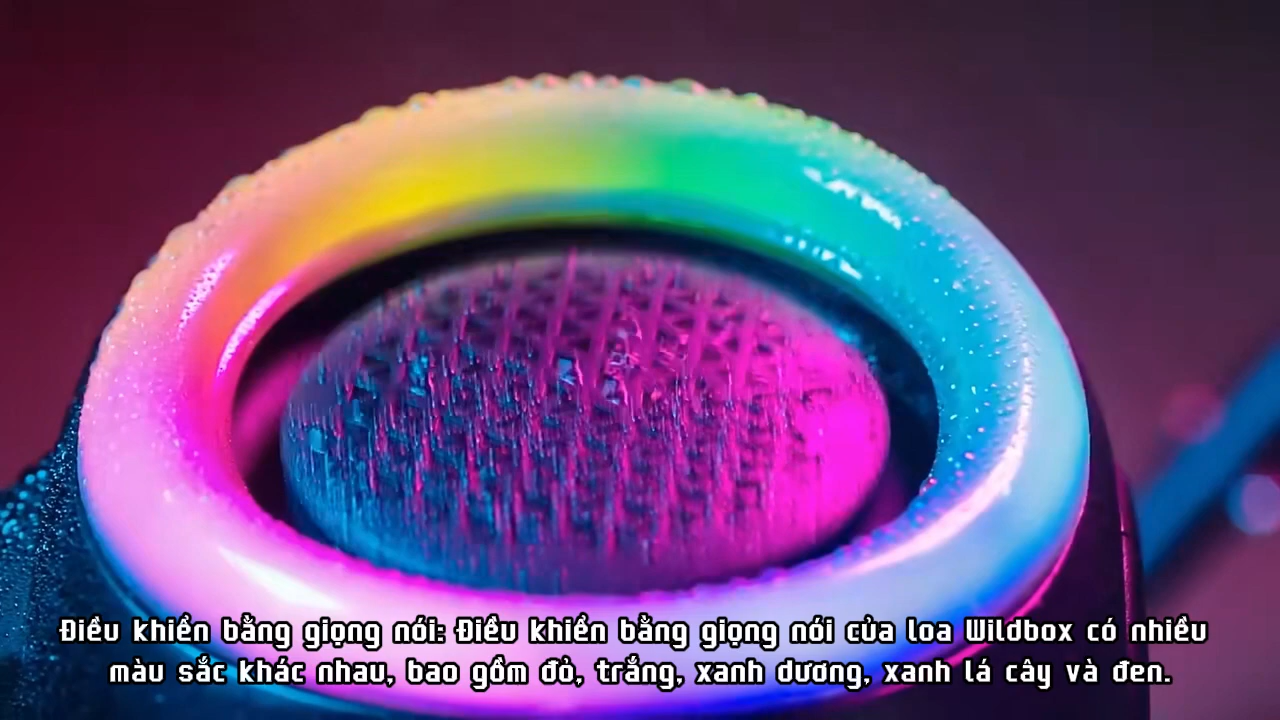 Điều khiển bằng giọng nói: Điều khiển bằng giọng nói của loa Wildbox có nhiều
màu sắc khác nhau, bao gồm đỏ, trắng, xanh dương, xanh lá cây và đen.